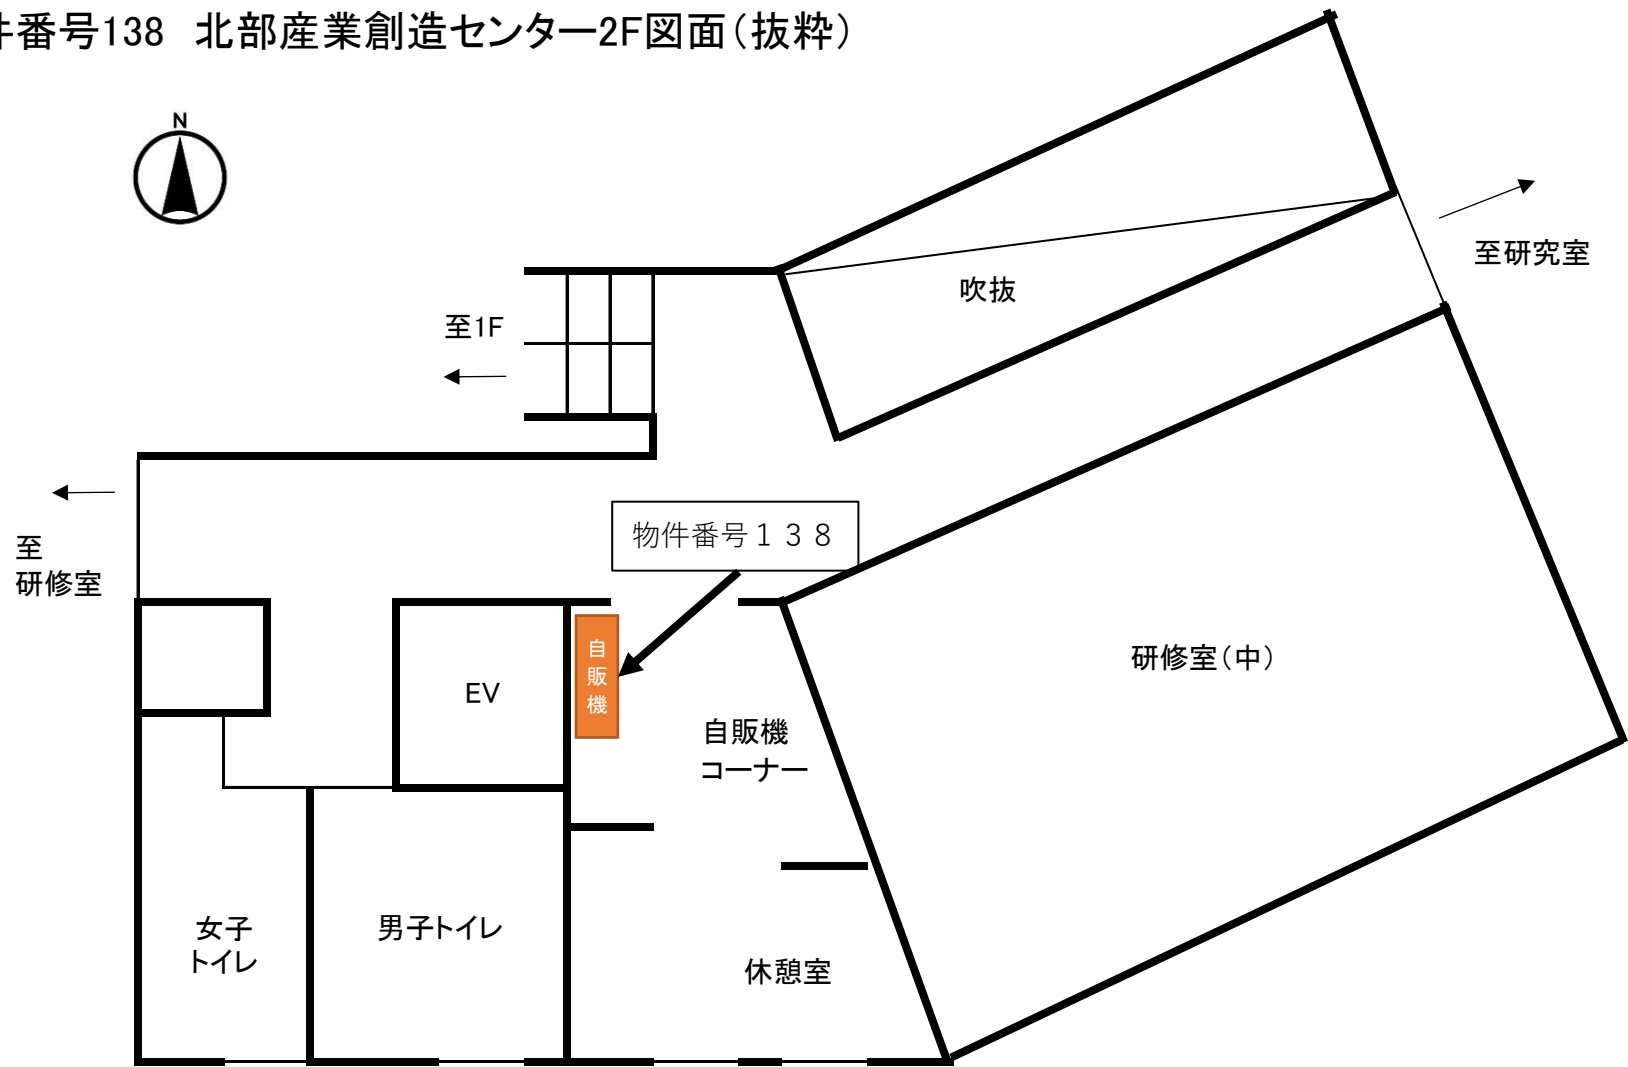 件番号138 北部産業創造センター2F図面（抜粋）
N
至研究室
吹抜
至1F
物件番号１３８
至
研修室
自
販
機
研修室（中）
EV
自販機
コーナー
女子
トイレ
男子トイレ
休憩室